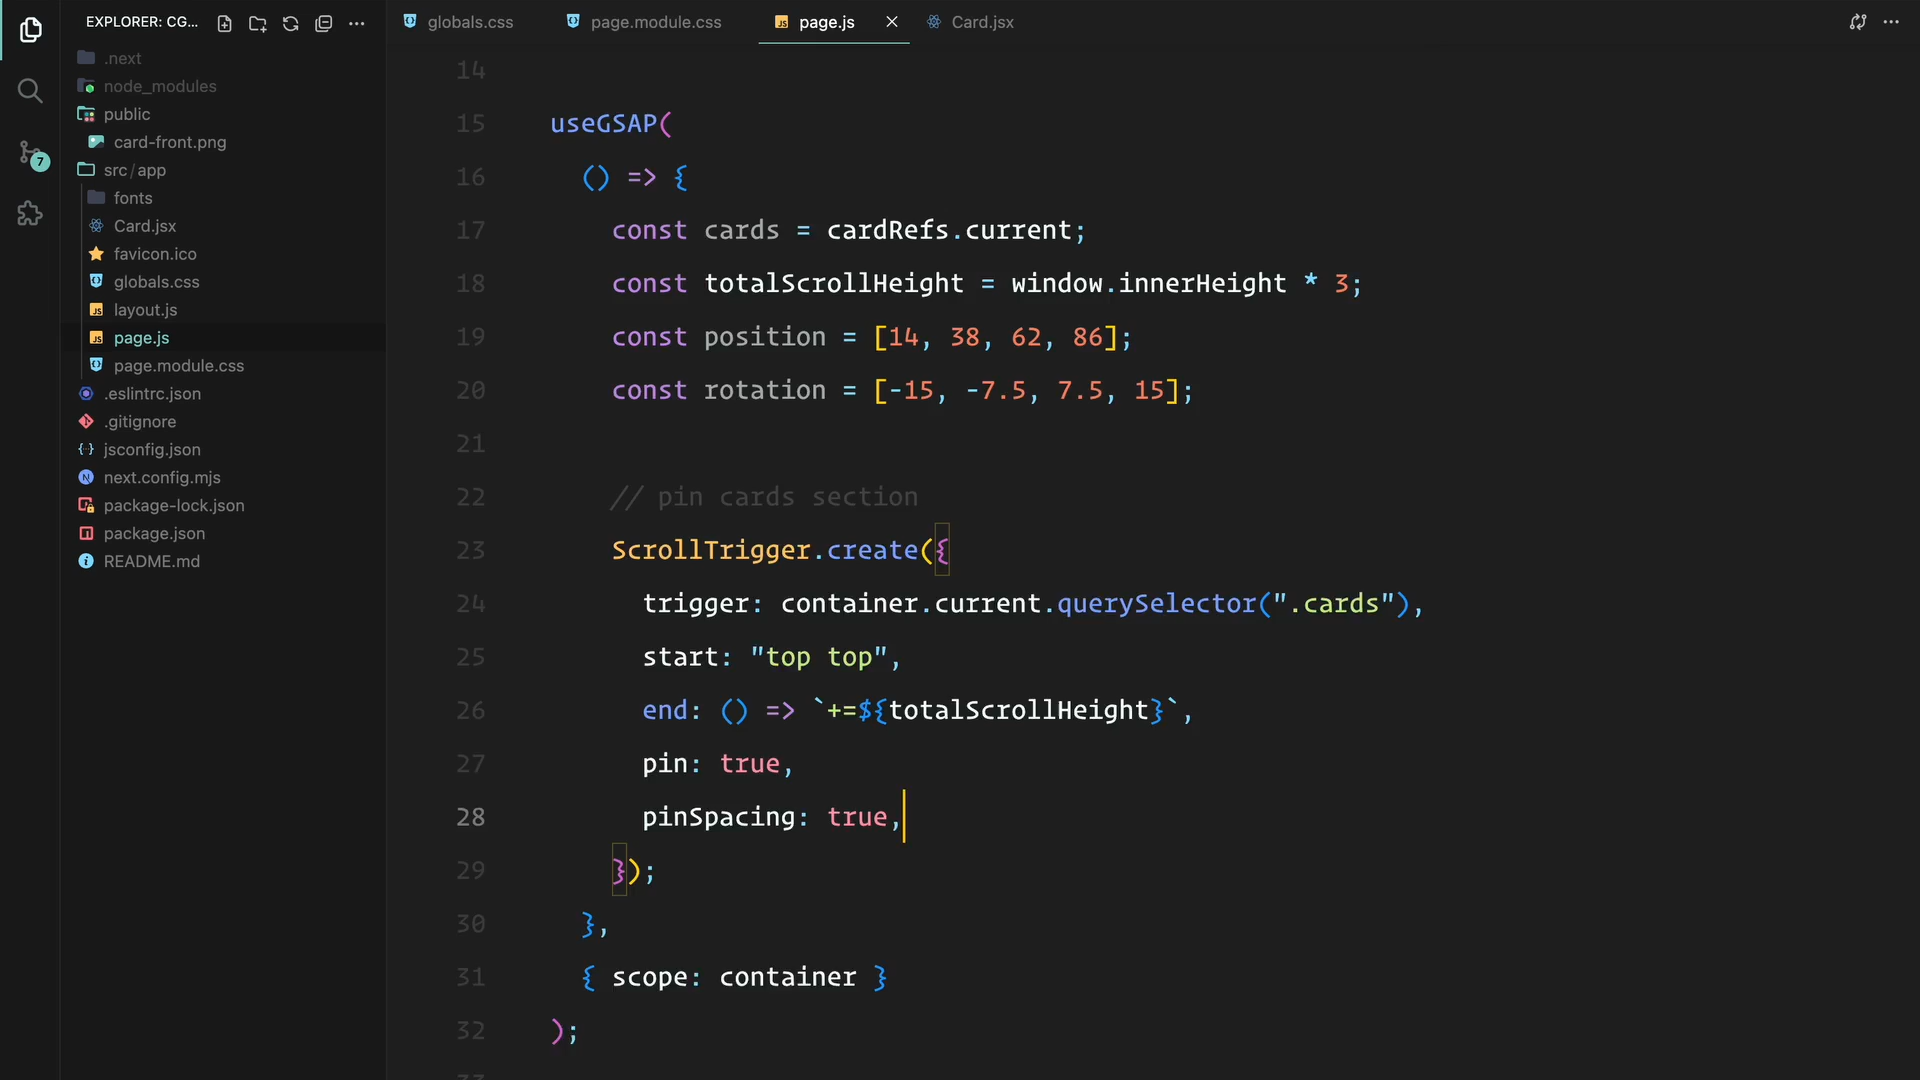 EXPLORER: CG...
.next
node_modules
public
card-front.png
src/app
fonts
Card.jsx
favicon.ico
globals.css
layout.js
page.js
page.module.css
.eslintrc.json
.gitignore
jsconfig.json
next.config.mjs
package-lock.json
package.json
README.md
7
globals.css page.module.css page.js Card.jsx
14
15 useGSAP(
16 () => {
17 const cards = cardRefs.current;
18 const totalScrollHeight = window.innerHeight * 3;
19 const position = [14, 38, 62, 86];
20 const rotation = [-15, -7.5, 7.5, 15];
21
22 // pin cards section
23 ScrollTrigger.create({
24 trigger: container.current.querySelector(".cards"),
25 start: "top top",
26 end: () => `+=${totalScrollHeight}`,
27 pin: true,
28 pinSpacing: true,
29 });
30 },
31 { scope: container }
32 );
33